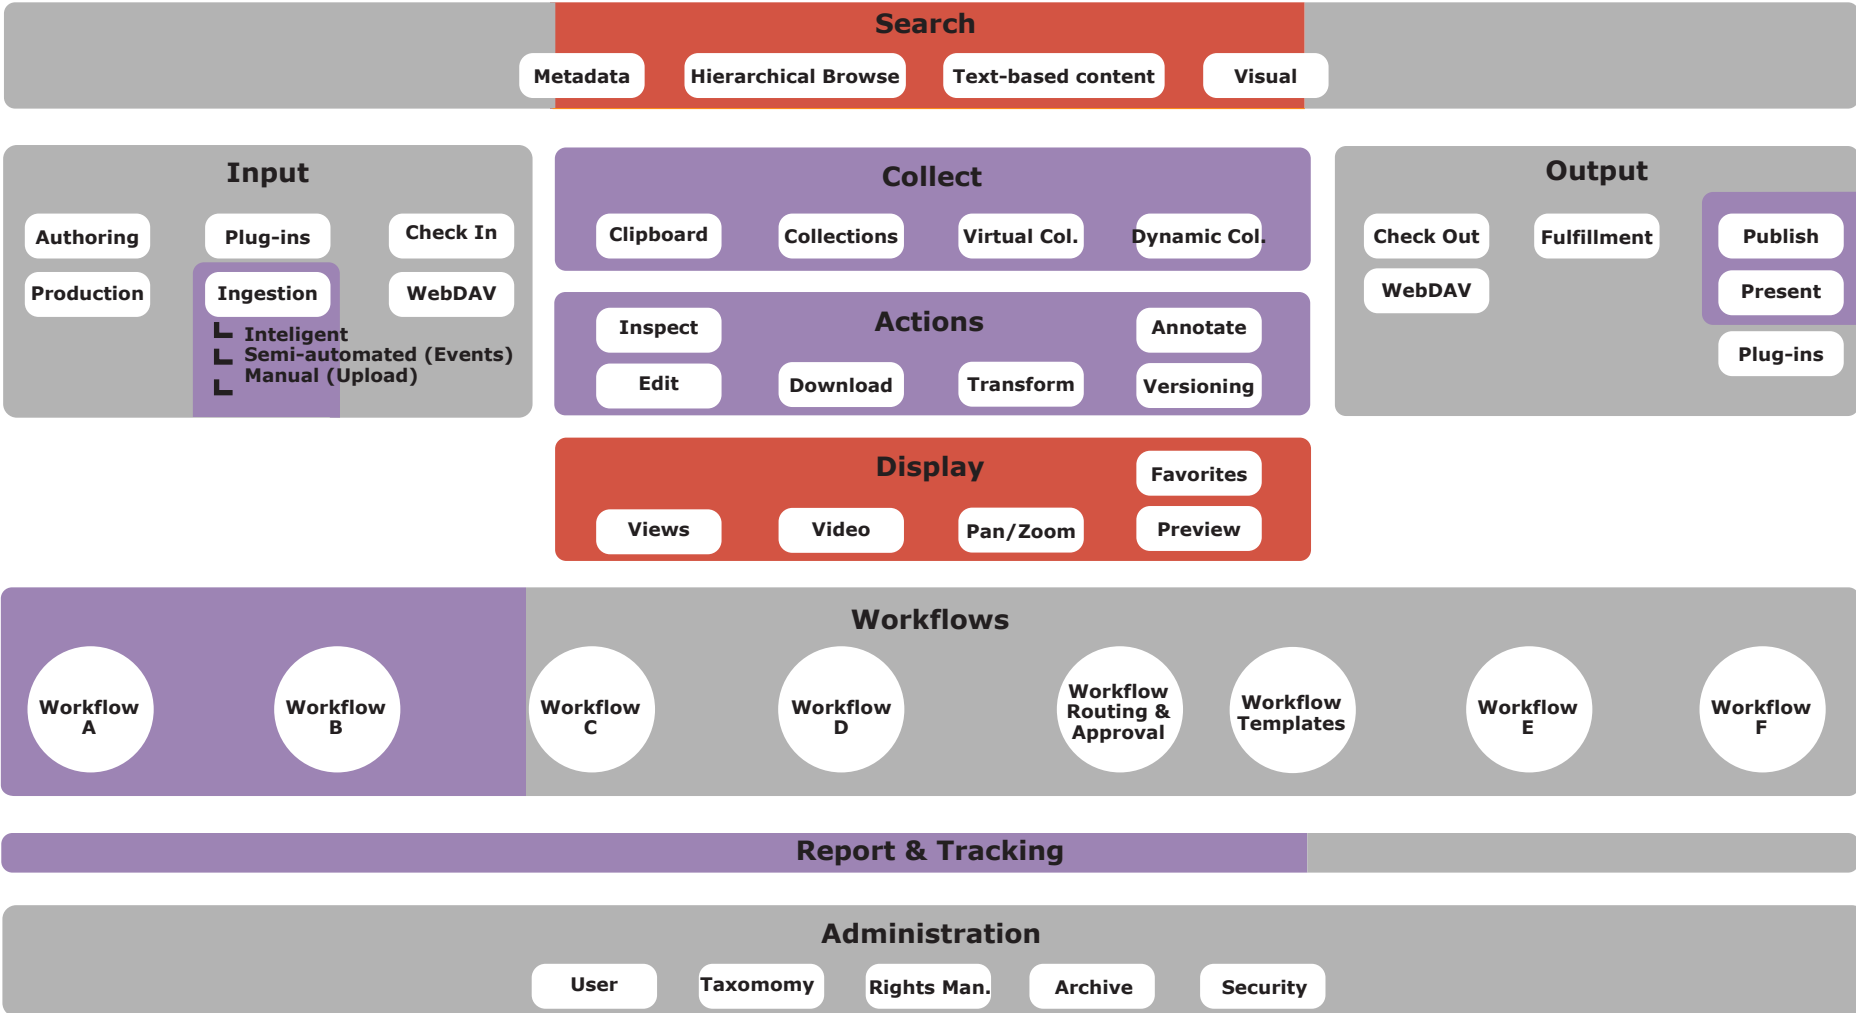 Search
Metadata
Hierarchical Browse
Text-based content
Visual
Input
Authoring
Plug-ins
Check In
Production
Ingestion
WebDAV
Inteligent
Semi-automated (Events)
Manual (Upload)
Collect
Clipboard
Collections
Virtual Col.
Dynamic Col.
Actions
Inspect
Annotate
Edit
Download
Transform
Versioning
Display
Favorites
Views
Video
Pan/Zoom
Preview
Output
Check Out
Fulfillment
Publish
WebDAV
Present
Plug-ins
Workflows
Workflow
A
Workflow
B
Workflow
C
Workflow
D
Workflow
Routing &
Approval
Workflow
Templates
Workflow
E
Workflow
F
Report & Tracking
Administration
User
Taxomomy
Rights Man.
Archive
Security